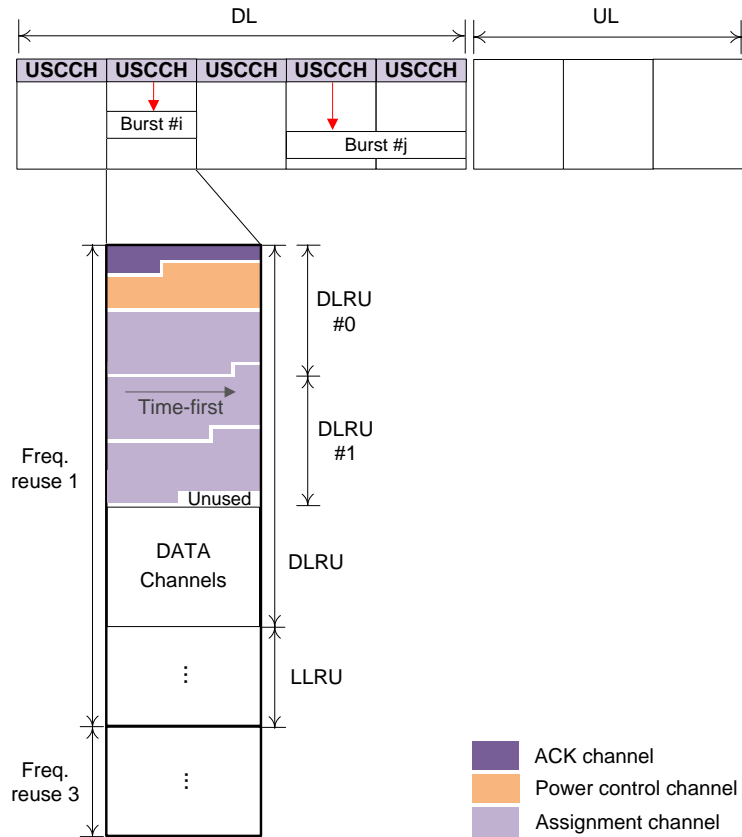 DL
UL
USCCH USCCH USCCH USCCH USCCH
Burst #i
Burst #j
DLRU
#0
Time-first
DLRU
#1
Freq.
reuse 1
Unused
DATA
Channels
DLRU
⋮
LLRU
Freq.
reuse 3
⋮
ACK channel
Power control channel
Assignment channel